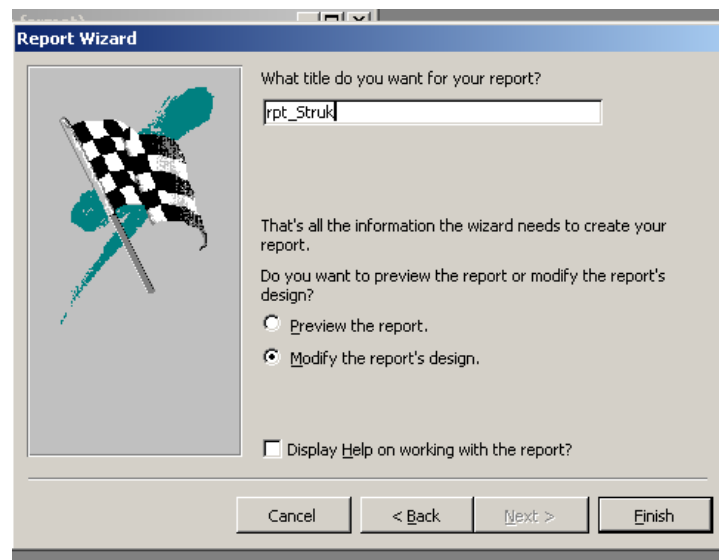 format)
Report Wizard
What title do you want for your report?
rpt_Struk
That's all the information the wizard needs to create your
report.
Do you want to preview the report or modify the report's
design?
Preview the report.
Modify the report's design.
Display Help on working with the report?
Cancel
< Back
Next >
Finish